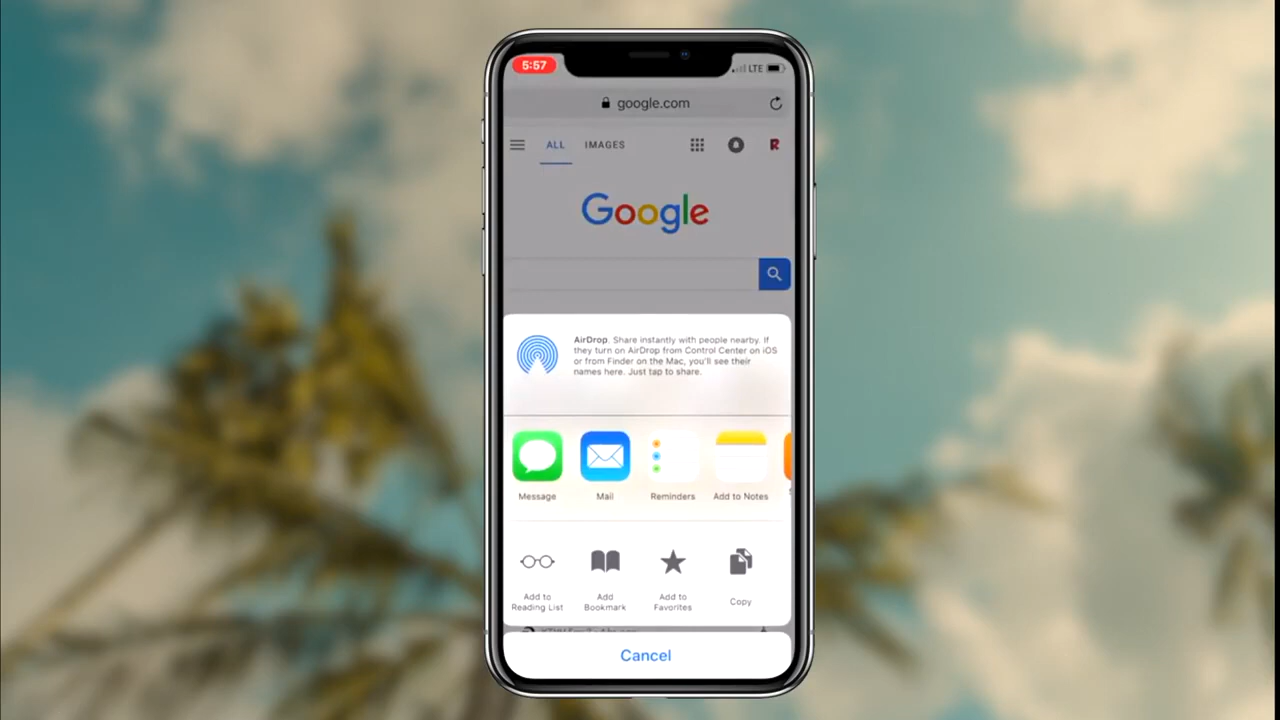 5:57
LTE
google.com
ALL IMAGES
R
Google
AirDrop. Share instantly with people nearby. If
they turn on AirDrop from Control Center on iOS
or from Finder on the Mac, you'll see their
names here. Just tap to share.
Message Mail Reminders Add to Notes
Add to Reading List
Add Bookmark
Add to Favorites
Copy
Cancel